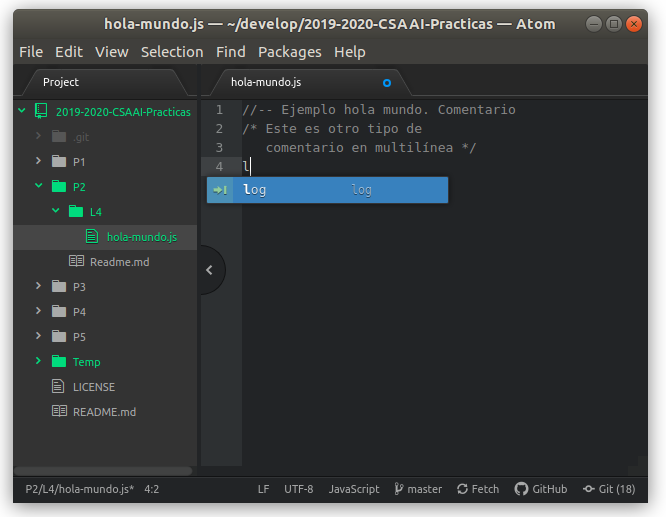 hola-mundo.js — ~/develop/2019-2020-CSAAI-Practicas — Atom
File Edit View Selection Find Packages Help
Project
hola-mundo.js
2019-2020-CSAAI-Practicas
.git
P1
P2
L4
hola-mundo.js
Readme.md
P3
P4
P5
Temp
LICENSE
README.md
1 //-- Ejemplo hola mundo. Comentario
2 /* Este es otro tipo de
3 comentario en multilínea */
4 l
log log
P2/L4/hola-mundo.js* 4:2 LF UTF-8 JavaScript master Fetch GitHub Git (18)